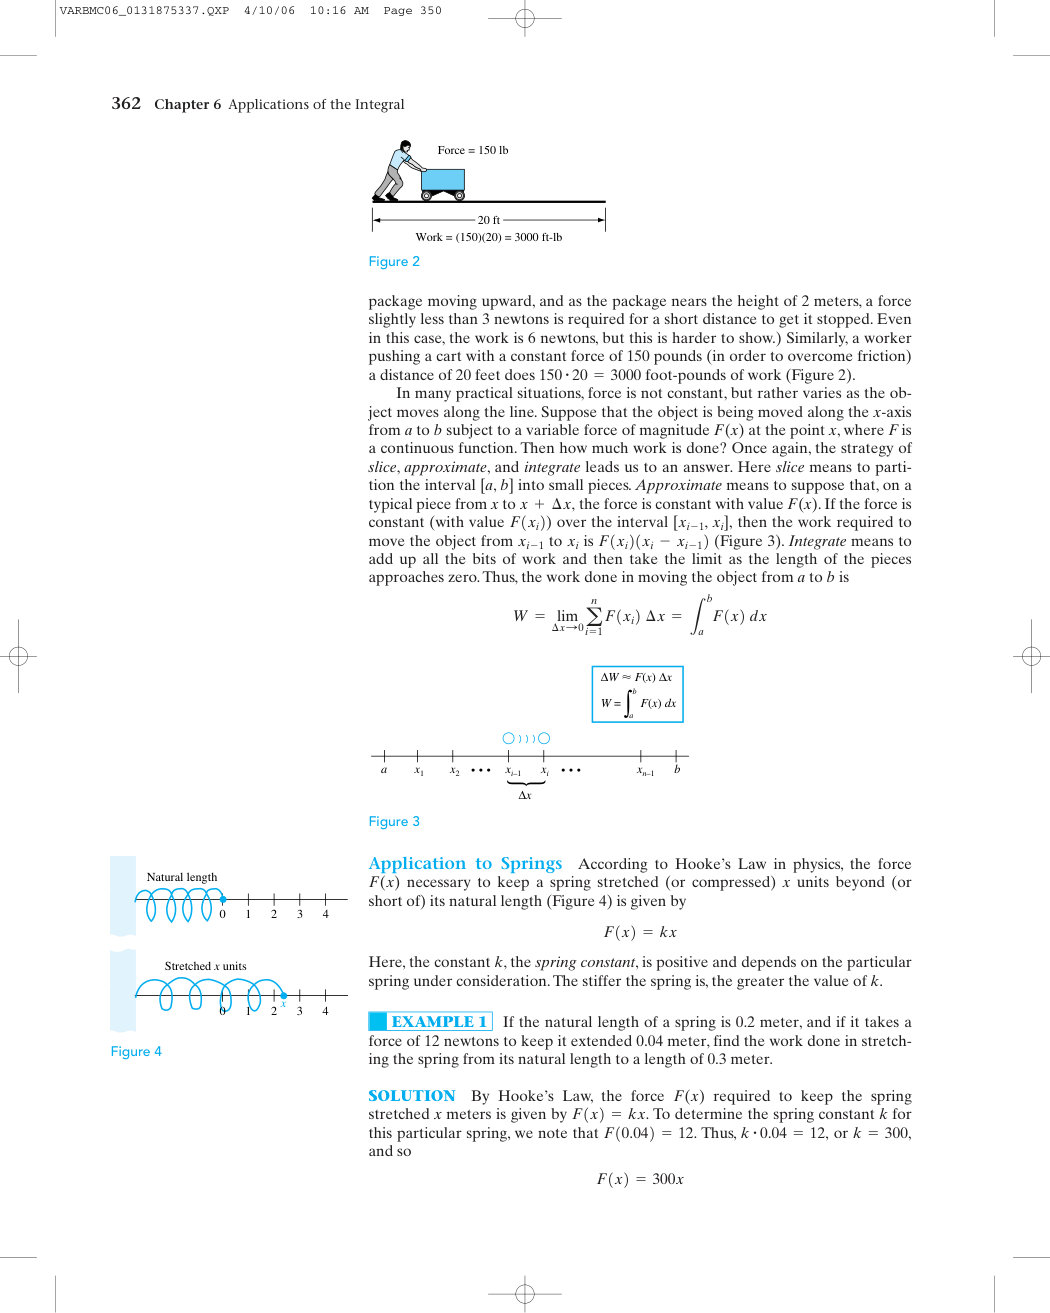 VARBMC06_0131875337.QXP 4/10/06 10:16 AM Page 350
362 Chapter 6 Applications of the Integral
Force = 150 lb
20 ft
Work = (150)(20) = 3000 ft-lb
Figure 2
package moving upward, and as the package nears the height of 2 meters, a force
slightly less than 3 newtons is required for a short distance to get it stopped. Even
in this case, the work is 6 newtons, but this is harder to show.) Similarly, a worker
pushing a cart with a constant force of 150 pounds (in order to overcome friction)
a distance of 20 feet does 150 · 20 = 3000 foot-pounds of work (Figure 2).
In many practical situations, force is not constant, but rather varies as the ob-
ject moves along the line. Suppose that the object is being moved along the x-axis
from a to b subject to a variable force of magnitude F(x) at the point x, where F is
a continuous function. Then how much work is done? Once again, the strategy of
slice, approximate, and integrate leads us to an answer. Here slice means to parti-
tion the interval [a, b] into small pieces. Approximate means to suppose that, on a
typical piece from x to x + Δx, the force is constant with value F(x). If the force is
constant (with value F(xᵢ)) over the interval [xᵢ₋₁, xᵢ], then the work required to
move the object from xᵢ₋₁ to xᵢ is F(xᵢ)(xᵢ − xᵢ₋₁) (Figure 3). Integrate means to
add up all the bits of work and then take the limit as the length of the pieces
approaches zero. Thus, the work done in moving the object from a to b is
W = lim Δx→0 ∑ i=1 n F(xᵢ) Δx = ∫ₐᵇ F(x) dx
ΔW ≈ F(x) Δx
W = ∫ₐᵇ F(x) dx
a x₁ x₂ ••• xᵢ₋₁ xᵢ ••• xₙ₋₁ b
Δx
Figure 3
Application to Springs According to Hooke's Law in physics, the force
F(x) necessary to keep a spring stretched (or compressed) x units beyond (or
short of) its natural length (Figure 4) is given by
F(x) = kx
Here, the constant k, the spring constant, is positive and depends on the particular
spring under consideration. The stiffer the spring is, the greater the value of k.
Natural length
0 1 2 3 4
Stretched x units
x
0 1 2 3 4
Figure 4
EXAMPLE 1 If the natural length of a spring is 0.2 meter, and if it takes a
force of 12 newtons to keep it extended 0.04 meter, find the work done in stretch-
ing the spring from its natural length to a length of 0.3 meter.
SOLUTION By Hooke's Law, the force F(x) required to keep the spring
stretched x meters is given by F(x) = kx. To determine the spring constant k for
this particular spring, we note that F(0.04) = 12. Thus, k · 0.04 = 12, or k = 300,
and so
F(x) = 300x